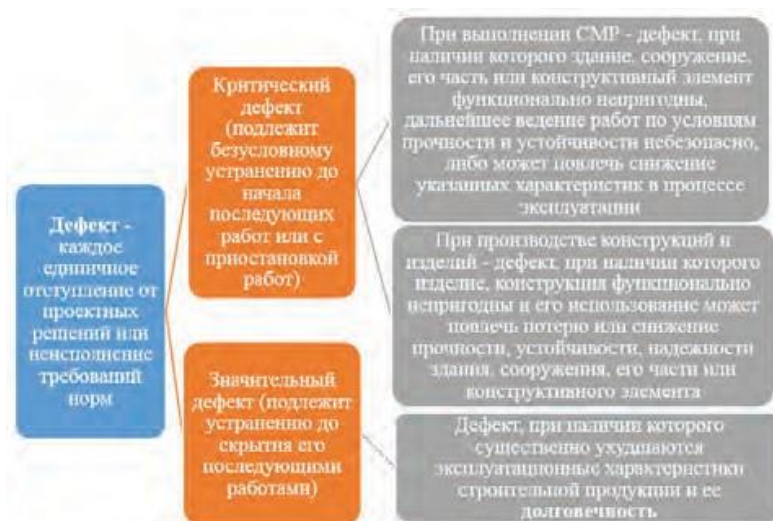 Дефект -
каждое
единичное
отступление от
проектных
решений или
неисполнение
требований
норм
Критический
дефект
(подлежит
безусловному
устранению до
начала
последующих
работ или с
приостановкой
работ)
Значительный
дефект (подлежит
устранению до
скрытия его
последующими
работами)
При выполнении СМР - дефект, при
наличии которого здание, сооружение,
его часть или конструктивный элемент
функционально непригодны,
дальнейшее ведение работ по условиям
прочности и устойчивости небезопасно,
либо может повлечь снижение
указанных характеристик в процессе
эксплуатации
При производстве конструкций и
изделий - дефект, при наличии которого
изделие, конструкция функционально
непригодны и его использование может
повлечь потерю или снижение
прочности, устойчивости, надежности
здания, сооружения, его части или
конструктивного элемента
Дефект, при наличии которого
существенно ухудшаются
эксплуатационные характеристики
строительной продукции и ее
долговечность